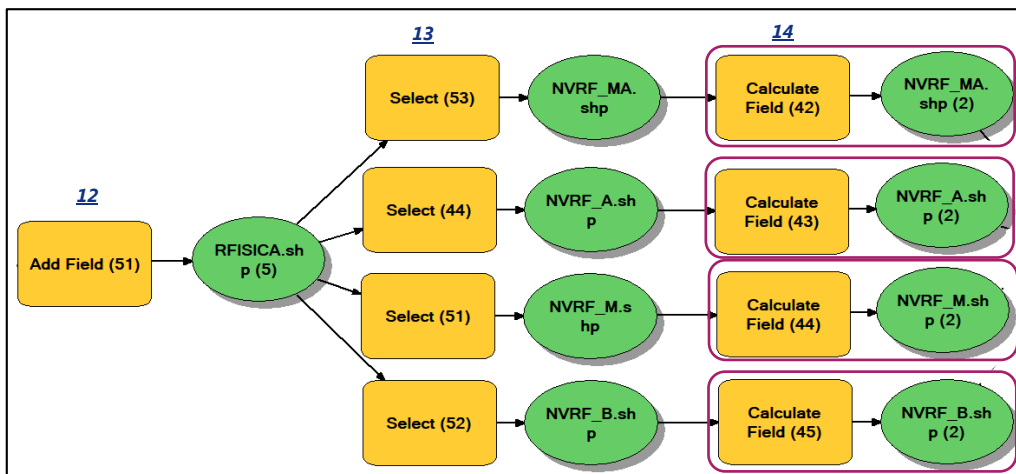 12
13
14
Add Field (51)
RFISICA.sh
p (5)
Select (53)
NVRF_MA.
shp
Calculate
Field (42)
NVRF_MA.
shp (2)
Select (44)
NVRF_A.sh
p
Calculate
Field (43)
NVRF_A.sh
p (2)
Select (51)
NVRF_M.s
hp
Calculate
Field (44)
NVRF_M.sh
p (2)
Select (52)
NVRF_B.sh
p
Calculate
Field (45)
NVRF_B.sh
p (2)